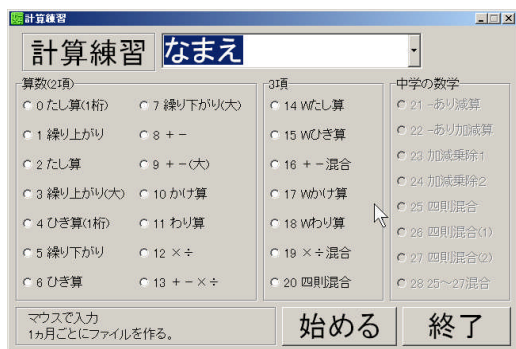 計算練習
計算練習
なまえ
算数(2項)
0 たし算(1桁)
1 繰り上がり
2 たし算
3 繰り上がり(大)
4 ひき算(1桁)
5 繰り下がり
6 ひき算
7 繰り下がり(大)
8 + -
9 + -(大)
10 かけ算
11 わり算
12 × ÷
13 + - × ÷
3項
14 Wたし算
15 Wひき算
16 + - 混合
17 Wかけ算
18 Wわり算
19 × ÷ 混合
20 四則混合
中学の数学
21 -あり減算
22 -あり加減算
23 加減乗除1
24 加減乗除2
25 四則混合
26 四則混合(1)
27 四則混合(2)
28 25~27混合
マウスで入力
1ヵ月ごとにファイルを作る。
始める
終了